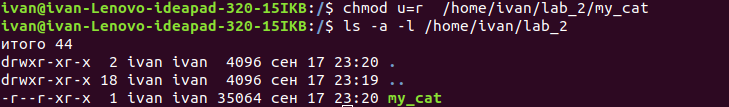 ivan@ivan-Lenovo-ideapad-320-15IKB:/$ chmod u=r  /home/ivan/lab_2/my_cat
ivan@ivan-Lenovo-ideapad-320-15IKB:/$ ls -a -l /home/ivan/lab_2
итого 44
drwxr-xr-x  2 ivan ivan  4096 сен 17 23:20 .
drwxr-xr-x 18 ivan ivan  4096 сен 17 23:19 ..
-r--r-xr-x  1 ivan ivan 35064 сен 17 23:20 my_cat